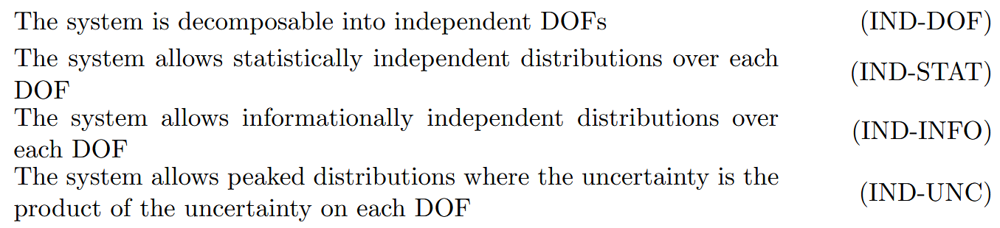 The system is decomposable into independent DOFs (IND-DOF)
The system allows statistically independent distributions over each
DOF (IND-STAT)
The system allows informationally independent distributions over
each DOF (IND-INFO)
The system allows peaked distributions where the uncertainty is the
product of the uncertainty on each DOF (IND-UNC)